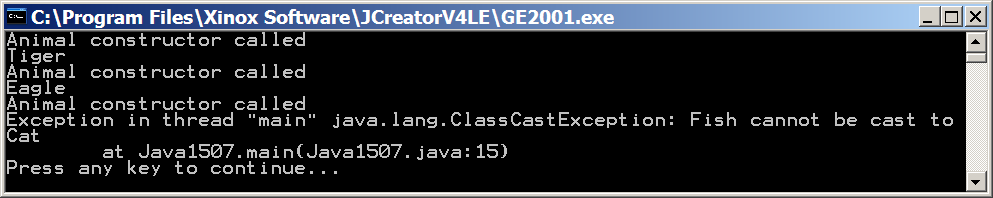 C:\Program Files\Xinox Software\JCreatorV4LE\GE2001.exe
Animal constructor called
Tiger
Animal constructor called
Eagle
Animal constructor called
Exception in thread "main" java.lang.ClassCastException: Fish cannot be cast to
Cat
        at Java1507.main(Java1507.java:15)
Press any key to continue...